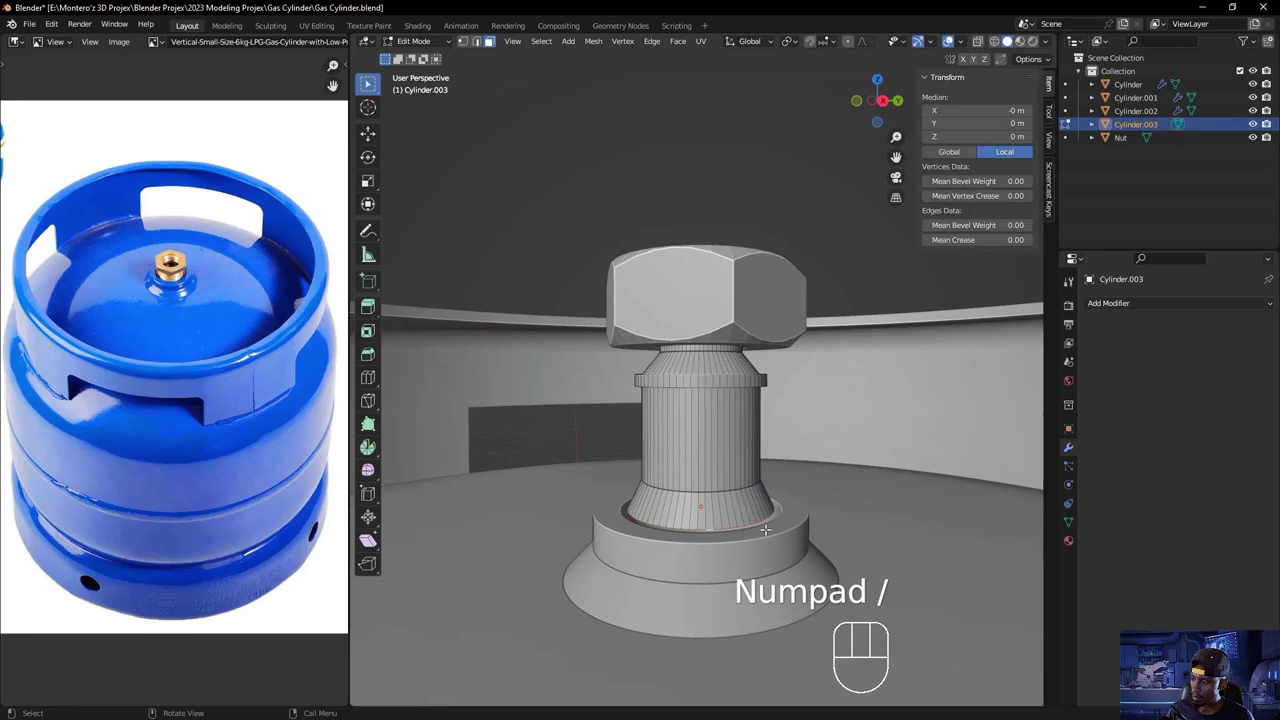 Blender* [E:\Montero'z 3D Projex\Blender Projex\2023 Modeling Projex\Gas Cylinder\Gas Cylinder.blend]
File Edit Render Window Help Layout Modeling Sculpting UV Editing Texture Paint Shading Animation Rendering Compositing Geometry Nodes Scripting + Scene ViewLayer
View View Image Vertical-Small-Size-6kg-LPG-Gas-Cylinder-with-Low-Pr
Edit Mode View Select Add Mesh Vertex Edge Face UV Global
X Y Z Options
User Perspective
(1) Cylinder.003
Z
X
Y
Transform
Median:
X -0 m
Y 0 m
Z 0 m
Global Local
Vertices Data:
Mean Bevel Weight 0.00
Mean Vertex Crease 0.00
Edges Data:
Mean Bevel Weight 0.00
Mean Crease 0.00
Item
Tool
View
Screencast Keys
Scene Collection
Collection
Cylinder
Cylinder.001
Cylinder.002
Cylinder.003
Nut
Cylinder.003
Add Modifier
Numpad /
Select Rotate View Call Menu